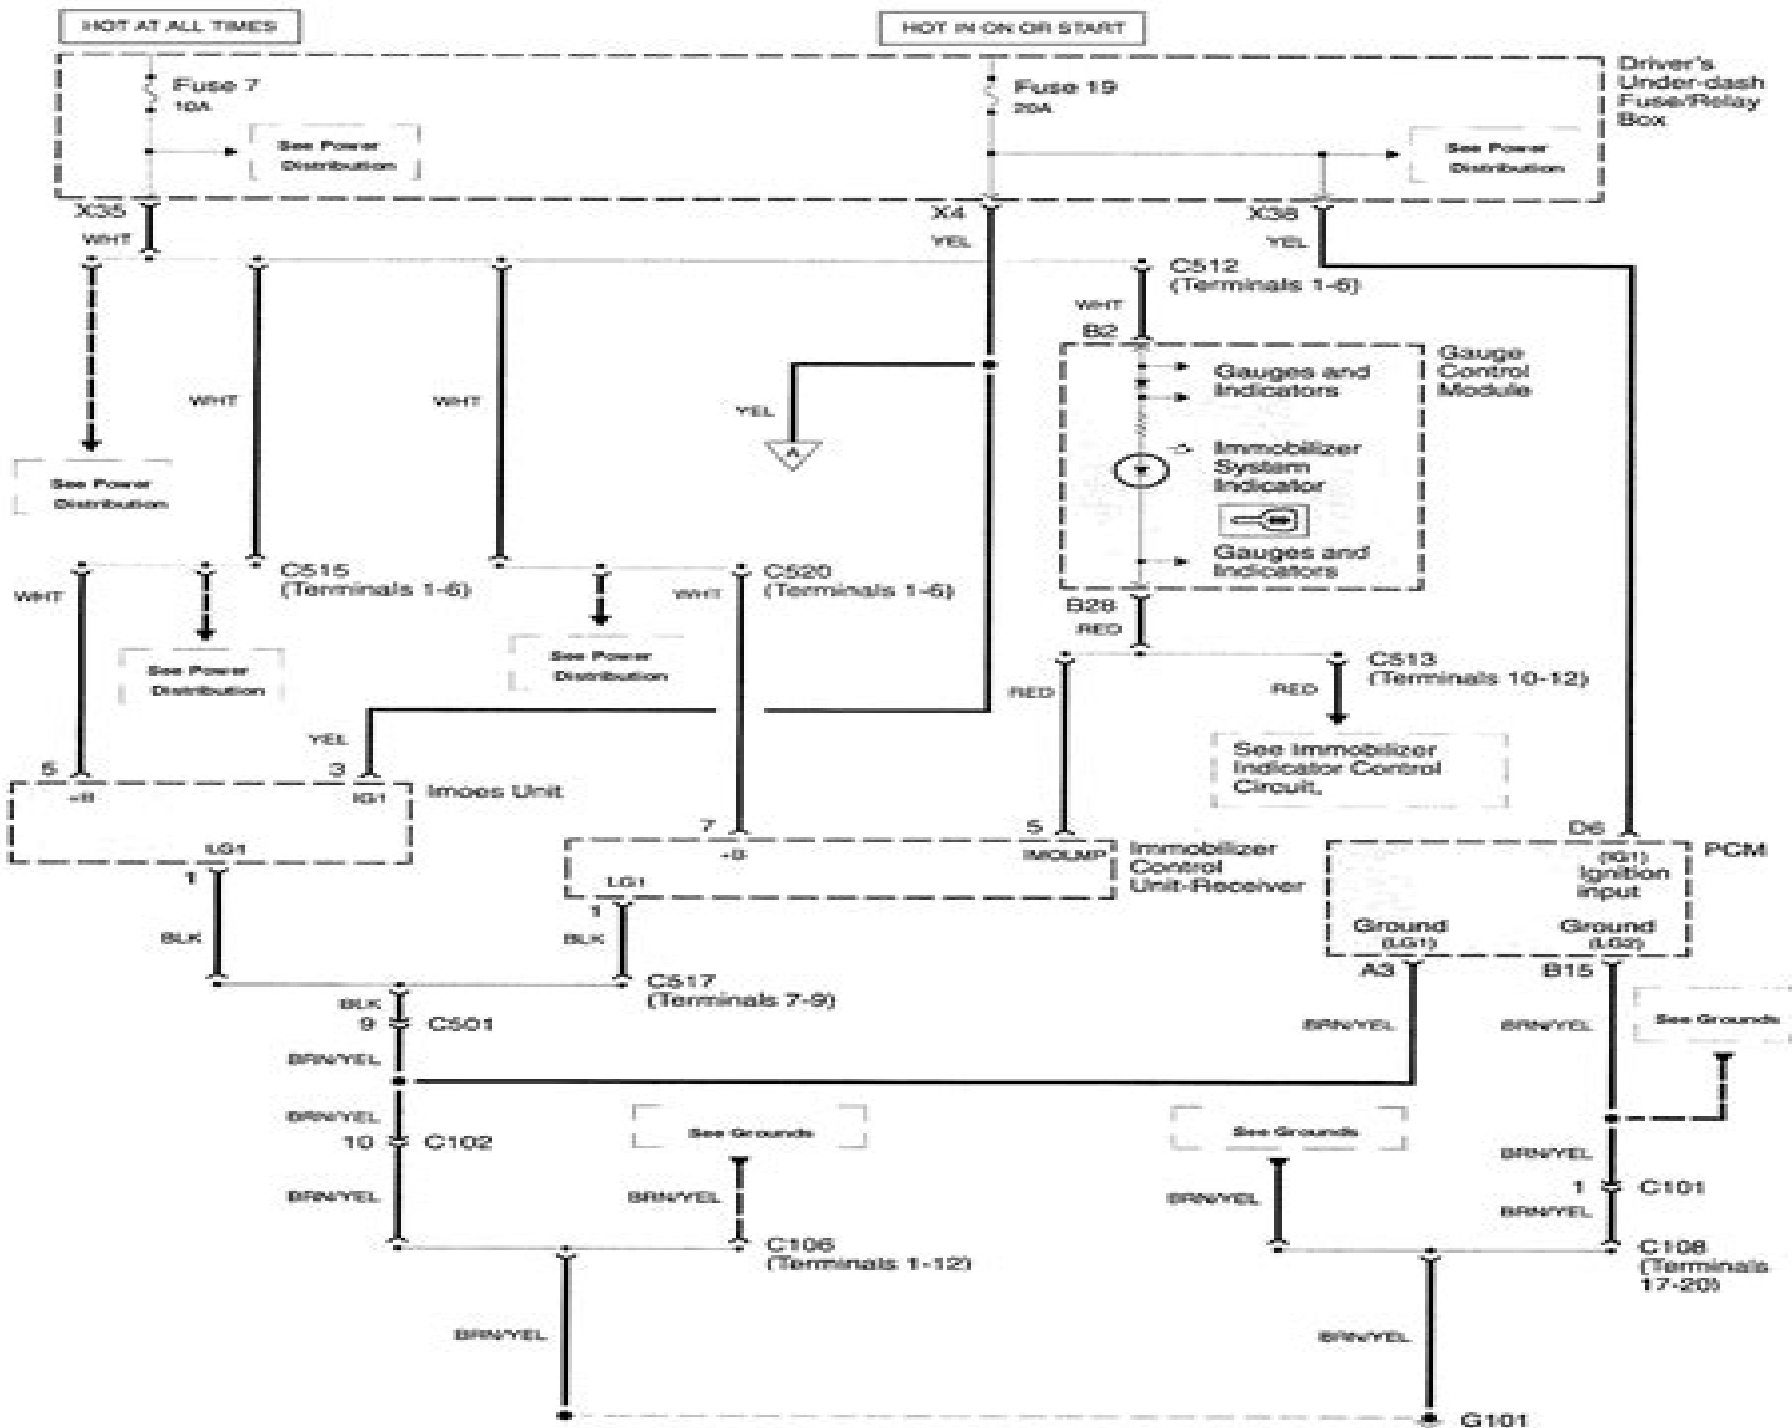 HOT AT ALL TIMES
HOT IN ON OR START
Fuse 7
10A
See Power
Distribution
Fuse 19
20A
See Power
Distribution
Driver's
Under-dash
Fuse/Relay
Box
X35
WHT
X4
YEL
X38
YEL
C512
(Terminals 1-5)
WHT
B2
WHT
WHT
YEL
A
Gauges and
Indicators
Gauge
Control
Module
Immobilizer
System
Indicator
Gauges and
Indicators
See Power
Distribution
WHT
C515
(Terminals 1-5)
WHT
C520
(Terminals 1-5)
B28
RED
See Power
Distribution
See Power
Distribution
RED
RED
C513
(Terminals 10-12)
See Immobilizer
Indicator Control
Circuit.
YEL
5
3
+B
IG1
Imoes Unit
LG1
1
7
5
+B
IMOLMP
LG1
1
Immobilizer
Control
Unit-Receiver
D6
(IG1)
Ignition
input
PCM
Ground
(LG1)
Ground
(LG2)
A3
B15
BLK
BLK
C517
(Terminals 7-9)
BLK
9
C501
BRN/YEL
BRN/YEL
BRN/YEL
See Grounds
BRN/YEL
10
C102
See Grounds
See Grounds
BRN/YEL
BRN/YEL
BRN/YEL
BRN/YEL
1
C101
BRN/YEL
C106
(Terminals 1-12)
C108
(Terminals
17-20)
BRN/YEL
BRN/YEL
G101